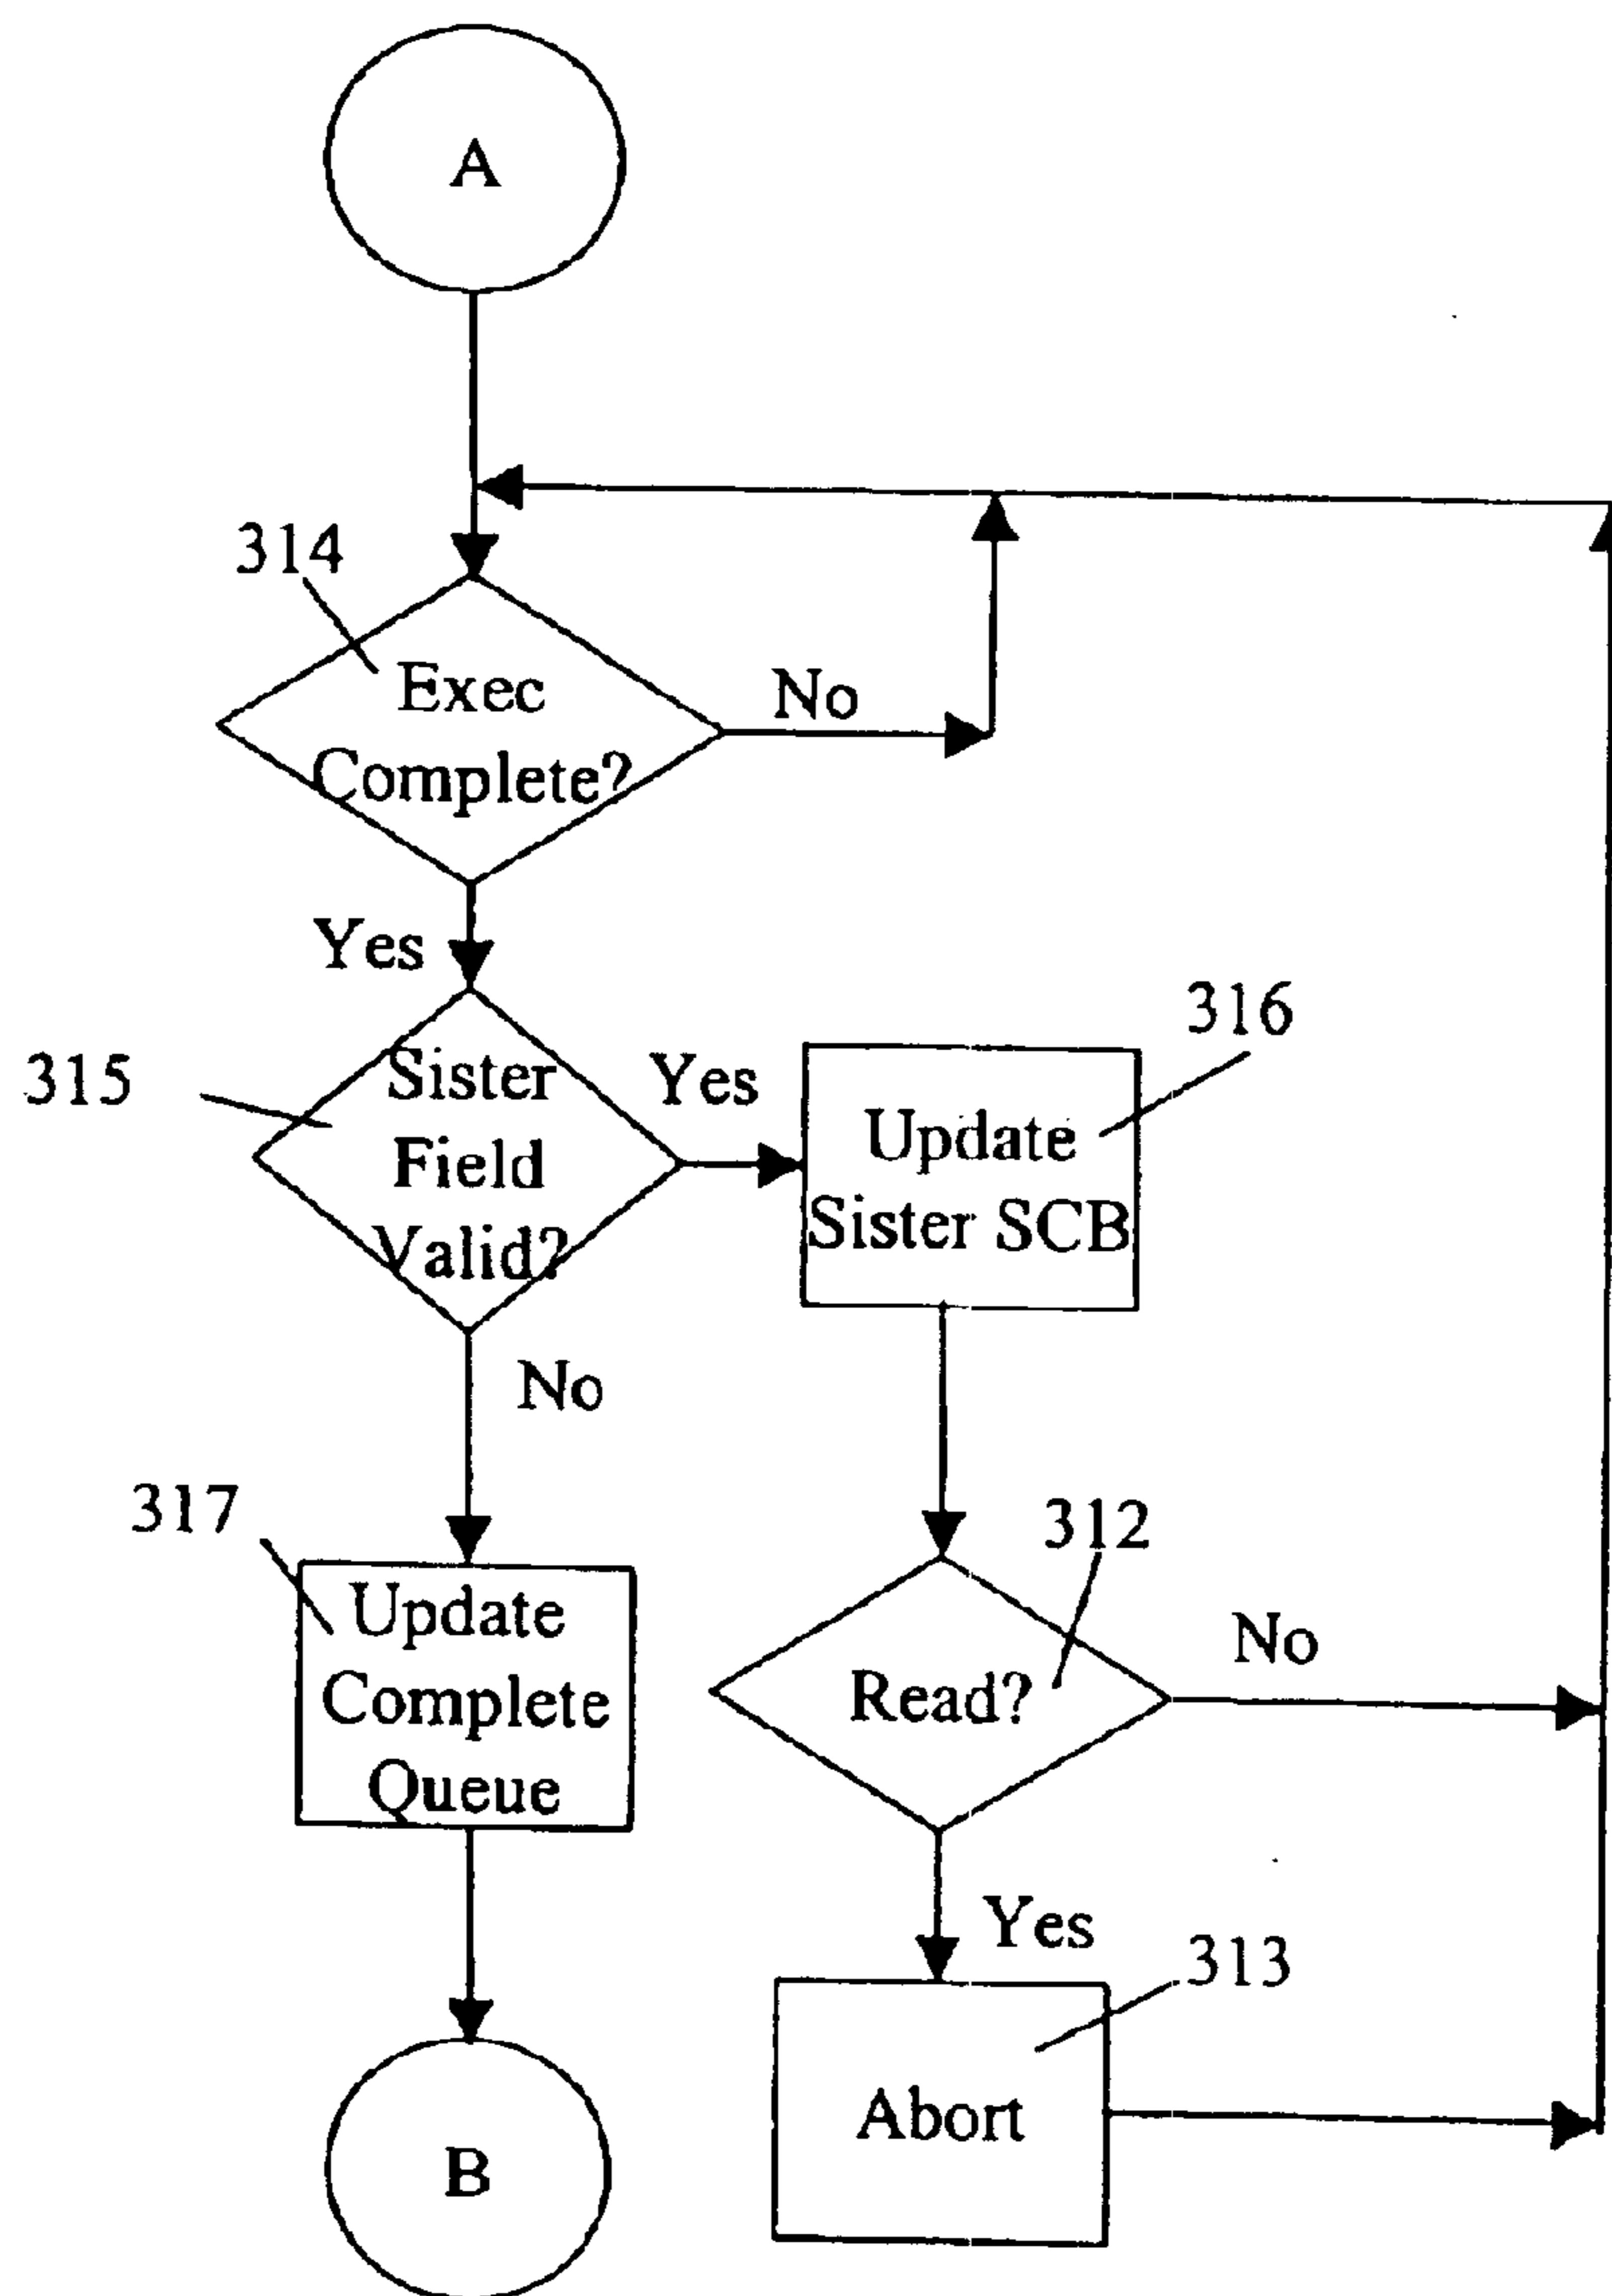 A
314
Exec
Complete?
No
Yes
315
Sister
Field
Valid?
Yes
316
Update
Sister SCB
No
317
Update
Complete
Queue
312
Read?
No
Yes
313
Abort
B